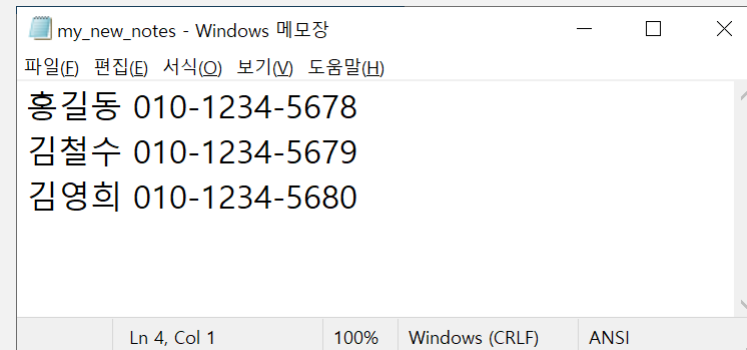 my_new_notes - Windows 메모장
파일(F) 편집(E) 서식(O) 보기(V) 도움말(H)
홍길동 010-1234-5678
김철수 010-1234-5679
김영희 010-1234-5680
Ln 4, Col 1 100% Windows (CRLF) ANSI